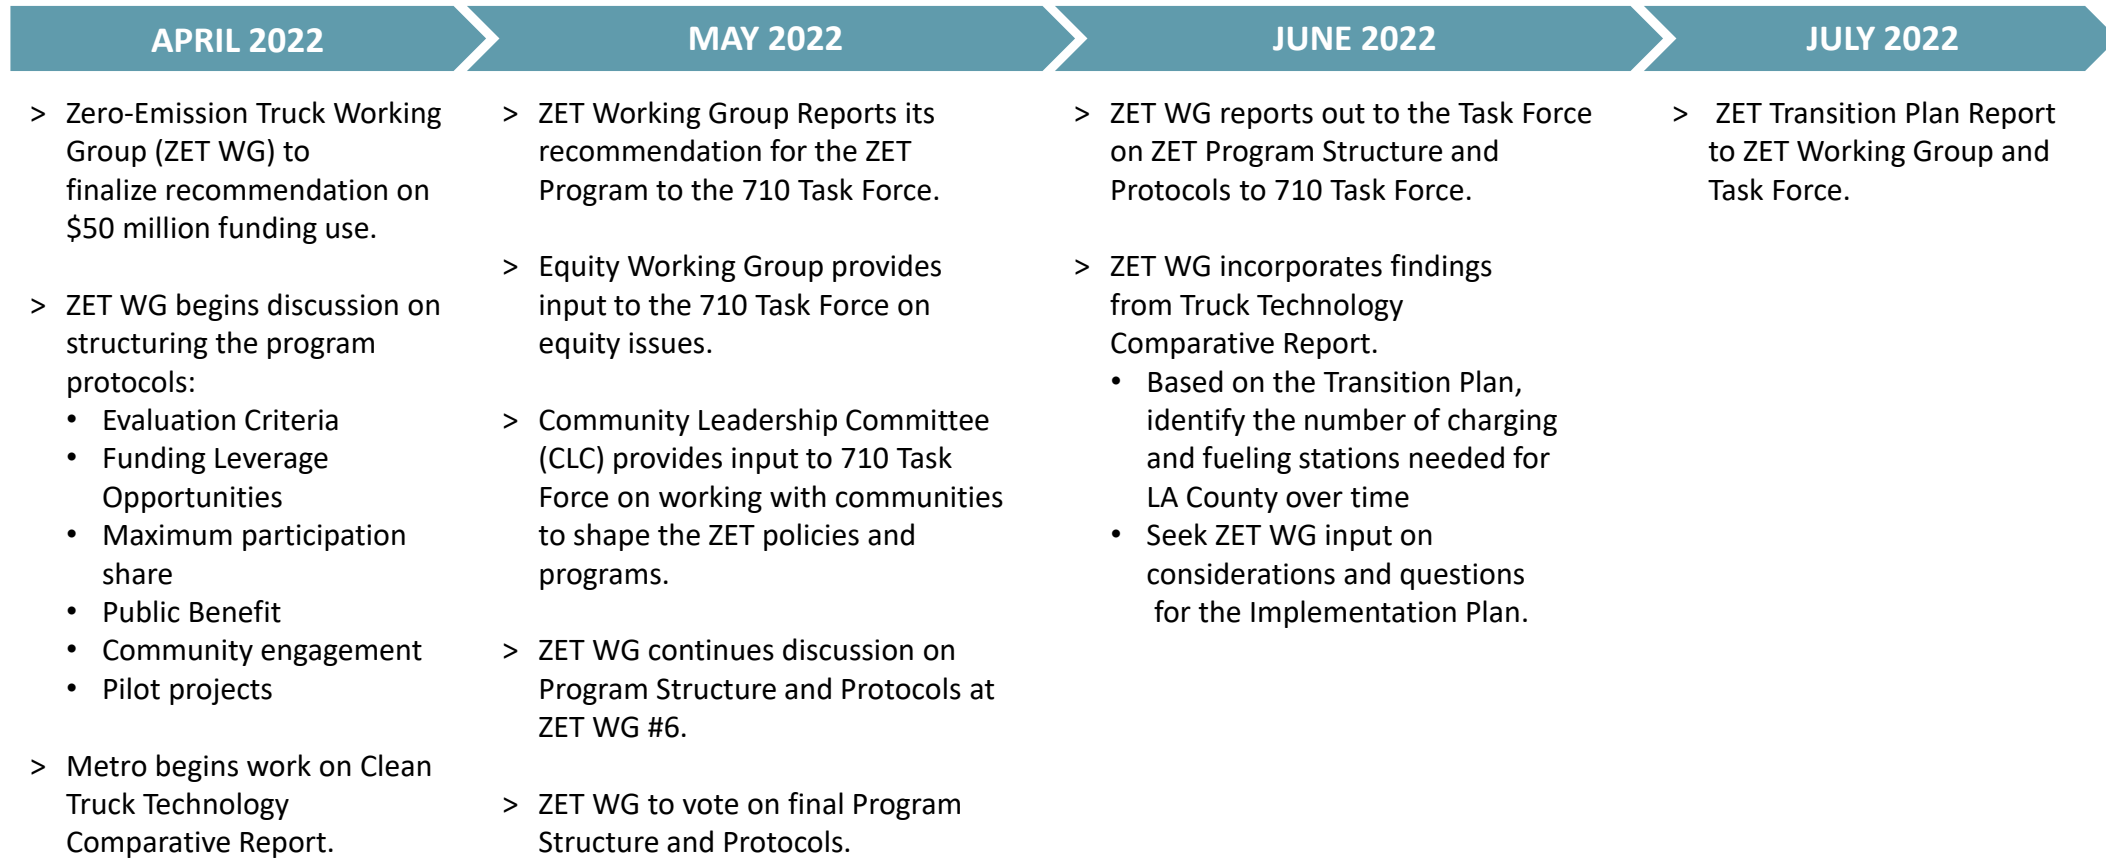 APRIL 2022
MAY 2022
JUNE 2022
JULY 2022
> Zero-Emission Truck Working
Group (ZET WG) to
finalize recommendation on
$50 million funding use.
> ZET WG begins discussion on
structuring the program
protocols:
• Evaluation Criteria
• Funding Leverage
Opportunities
• Maximum participation
share
• Public Benefit
• Community engagement
• Pilot projects
> Metro begins work on Clean
Truck Technology
Comparative Report.
> ZET Working Group Reports its
recommendation for the ZET
Program to the 710 Task Force.
> Equity Working Group provides
input to the 710 Task Force on
equity issues.
> Community Leadership Committee
(CLC) provides input to 710 Task
Force on working with communities
to shape the ZET policies and
programs.
> ZET WG continues discussion on
Program Structure and Protocols at
ZET WG #6.
> ZET WG to vote on final Program
Structure and Protocols.
> ZET WG reports out to the Task Force
on ZET Program Structure and
Protocols to 710 Task Force.
> ZET WG incorporates findings
from Truck Technology
Comparative Report.
• Based on the Transition Plan,
identify the number of charging
and fueling stations needed for
LA County over time
• Seek ZET WG input on
considerations and questions
for the Implementation Plan.
> ZET Transition Plan Report
to ZET Working Group and
Task Force.